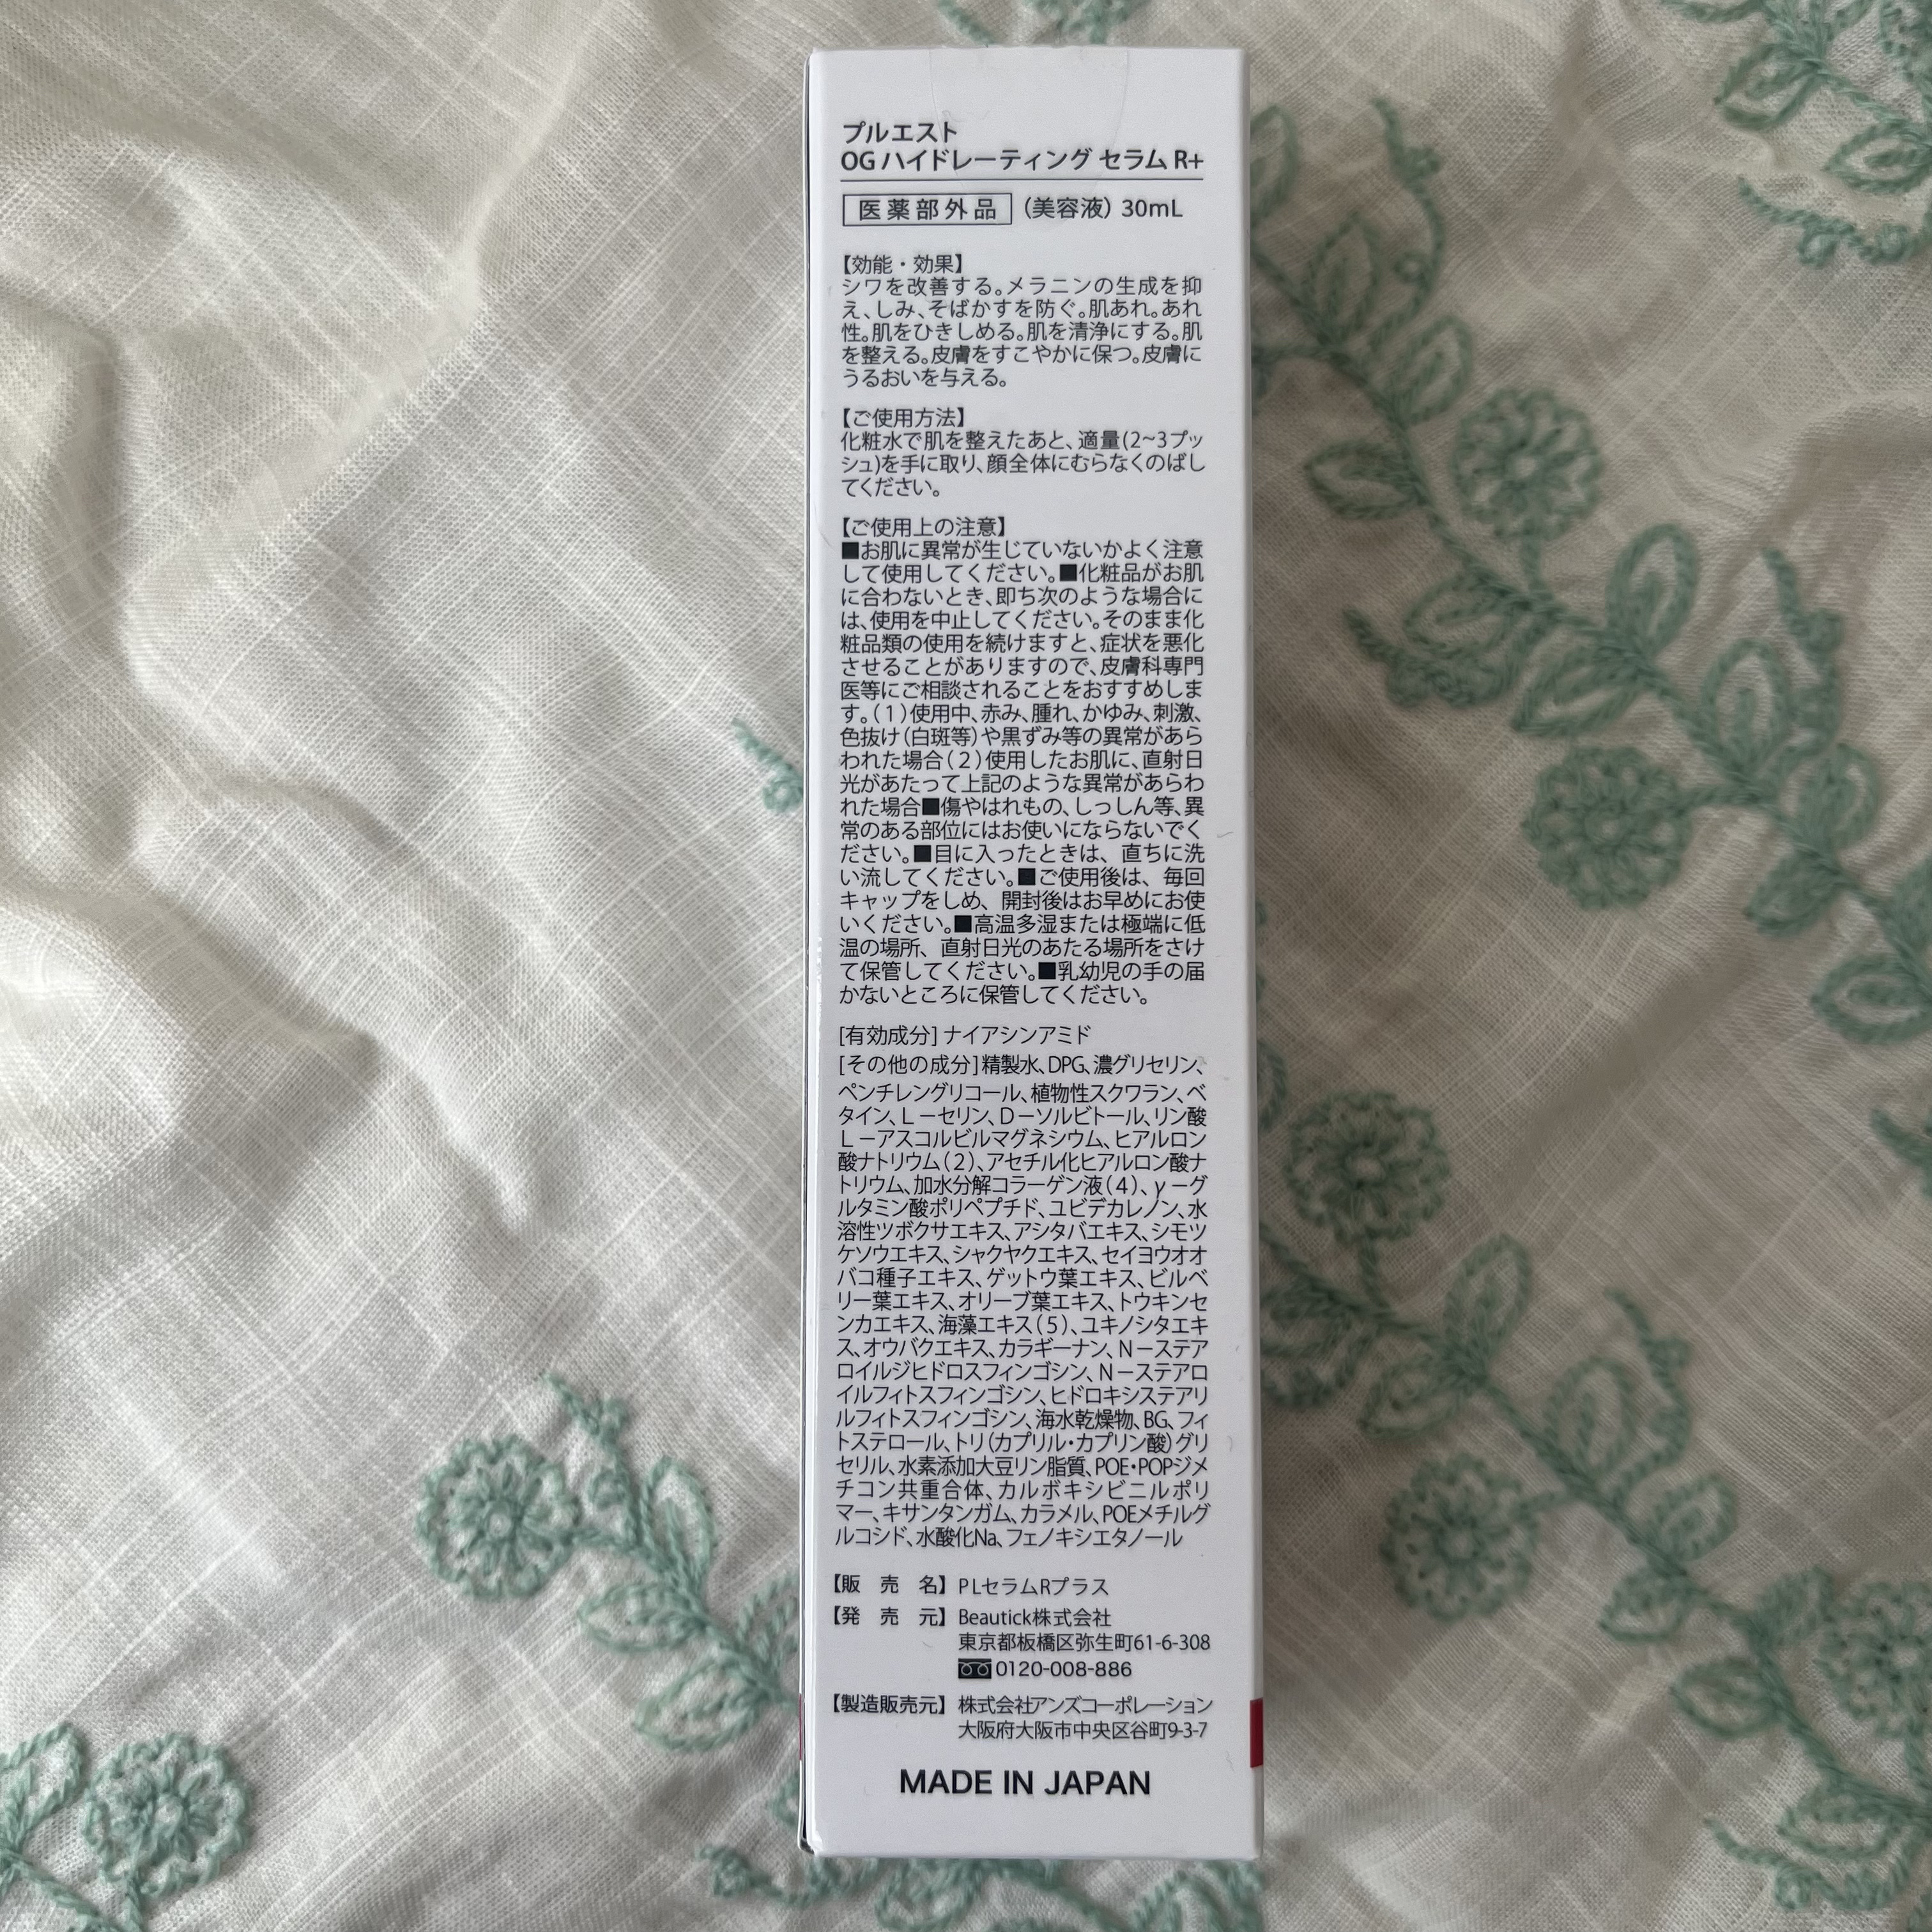 プルエスト
OG ハイドレーティング セラム R+
医薬部外品 (美容液) 30mL
【効能・効果】
シワを改善する。メラニンの生成を抑
え、しみ、そばかすを防ぐ。肌あれ。あれ
性。肌をひきしめる。肌を清浄にする。肌
を整える。皮膚をすこやかに保つ。皮膚に
うるおいを与える。
【ご使用方法】
化粧水で肌を整えたあと、適量(2~3プッ
シュ)を手に取り、顔全体にむらなくのばし
てください。
【ご使用上の注意】
■お肌に異常が生じていないかよく注意
して使用してください。■化粧品がお肌
に合わないとき、即ち次のような場合に
は、使用を中止してください。そのまま化
粧品類の使用を続けますと、症状を悪化
させることがありますので、皮膚科専門
医等にご相談されることをおすすめしま
す。(1)使用中、赤み、腫れ、かゆみ、刺激、
色抜け(白斑等)や黒ずみ等の異常があら
われた場合(2)使用したお肌に、直射日
光があたって上記のような異常があらわ
れた場合■傷やはれもの、しっしん等、異
常のある部位にはお使いにならないでく
ださい。■目に入ったときは、直ちに洗
い流してください。■ご使用後は、毎回
キャップをしめ、開封後はお早めにお使
いください。■高温多湿または極端に低
温の場所、直射日光のあたる場所をさけ
て保管してください。■乳幼児の手の届
かないところに保管してください。
[有効成分] ナイアシンアミド
[その他の成分]精製水、DPG、濃グリセリン、
ペンチレングリコール、植物性スクワラン、ベ
タイン、L－セリン、D－ソルビトール、リン酸
L－アスコルビルマグネシウム、ヒアルロン
酸ナトリウム(2)、アセチル化ヒアルロン酸ナ
トリウム、加水分解コラーゲン液(4)、γ－グ
ルタミン酸ポリペプチド、ユビデカレノン、水
溶性ツボクサエキス、アシタバエキス、シモツ
ケソウエキス、シャクヤクエキス、セイヨウオオ
バコ種子エキス、ゲットウ葉エキス、ビルベ
リー葉エキス、オリーブ葉エキス、トウキンセ
ンカエキス、海藻エキス(5)、ユキノシタエキ
ス、オウバクエキス、カラギーナン、N－ステア
ロイルジヒドロスフィンゴシン、N－ステアロ
イルフィトスフィンゴシン、ヒドロキシステアリ
ルフィトスフィンゴシン、海水乾燥物、BG、フィ
トステロール、トリ(カプリル・カプリン酸)グリ
セリル、水素添加大豆リン脂質、POE・POPジメ
チコン共重合体、カルボキシビニルポリ
マー、キサンタンガム、カラメル、POEメチルグ
ルコシド、水酸化Na、フェノキシエタノール
【販 売 名】 PLセラムRプラス
【発 売 元】 Beautick株式会社
東京都板橋区弥生町61-6-308
0120-008-886
【製造販売元】 株式会社アンズコーポレーション
大阪府大阪市中央区谷町9-3-7
MADE IN JAPAN